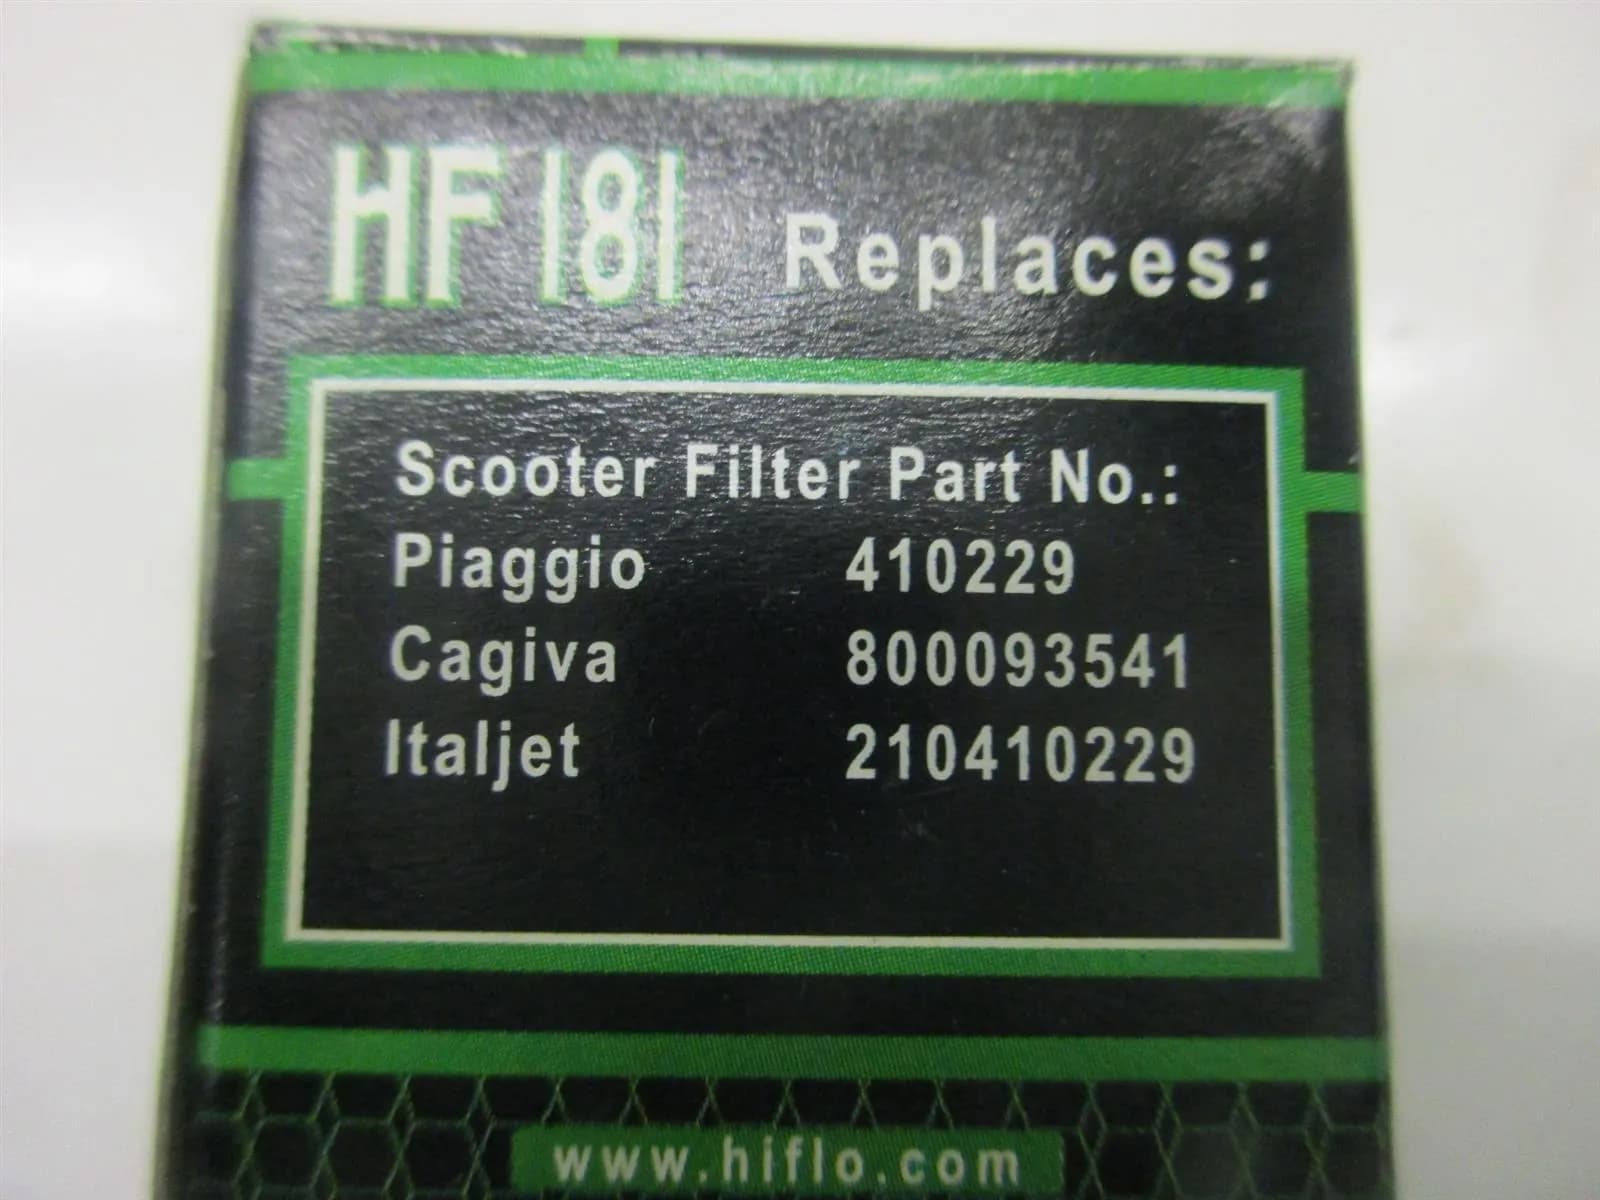 HF 181 Replaces:
Scooter Filter Part No.:
Piaggio 410229
Cagiva 800093541
Italjet 210410229
www.hiflo.com